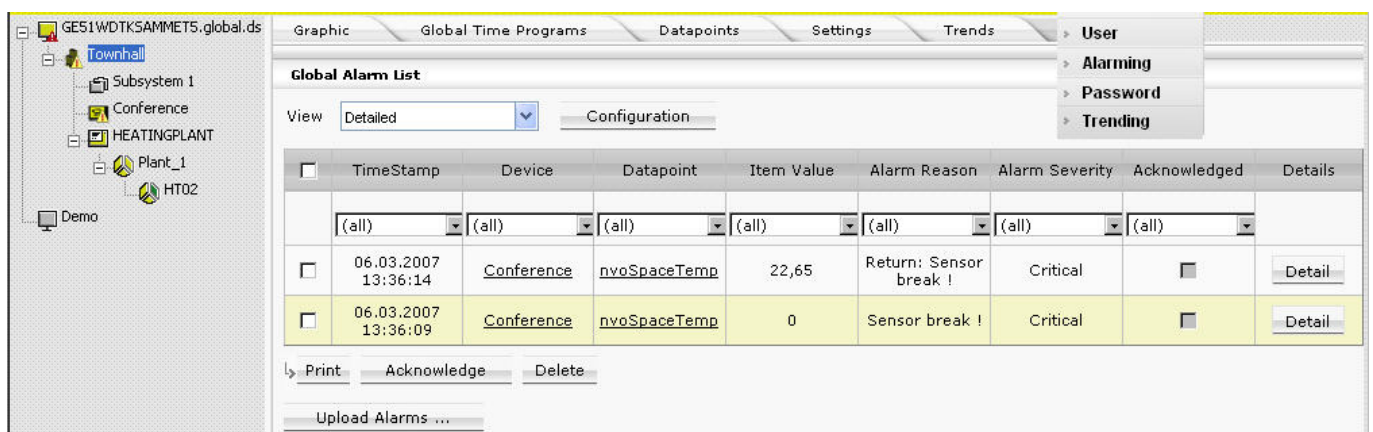 GE51WDTKSAMMET5.global.ds
Townhall
Subsystem 1
Conference
HEATINGPLANT
Plant_1
HT02
Demo
Graphic Global Time Programs Datapoints Settings Trends
User
Alarming
Password
Trending
Global Alarm List
View Detailed Configuration
TimeStamp Device Datapoint Item Value Alarm Reason Alarm Severity Acknowledged Details
(all) (all) (all) (all) (all) (all) (all)
06.03.2007
13:36:14
Conference nvoSpaceTemp 22,65
Return: Sensor
break !
Critical Detail
06.03.2007
13:36:09
Conference nvoSpaceTemp 0 Sensor break ! Critical Detail
Print Acknowledge Delete
Upload Alarms ...